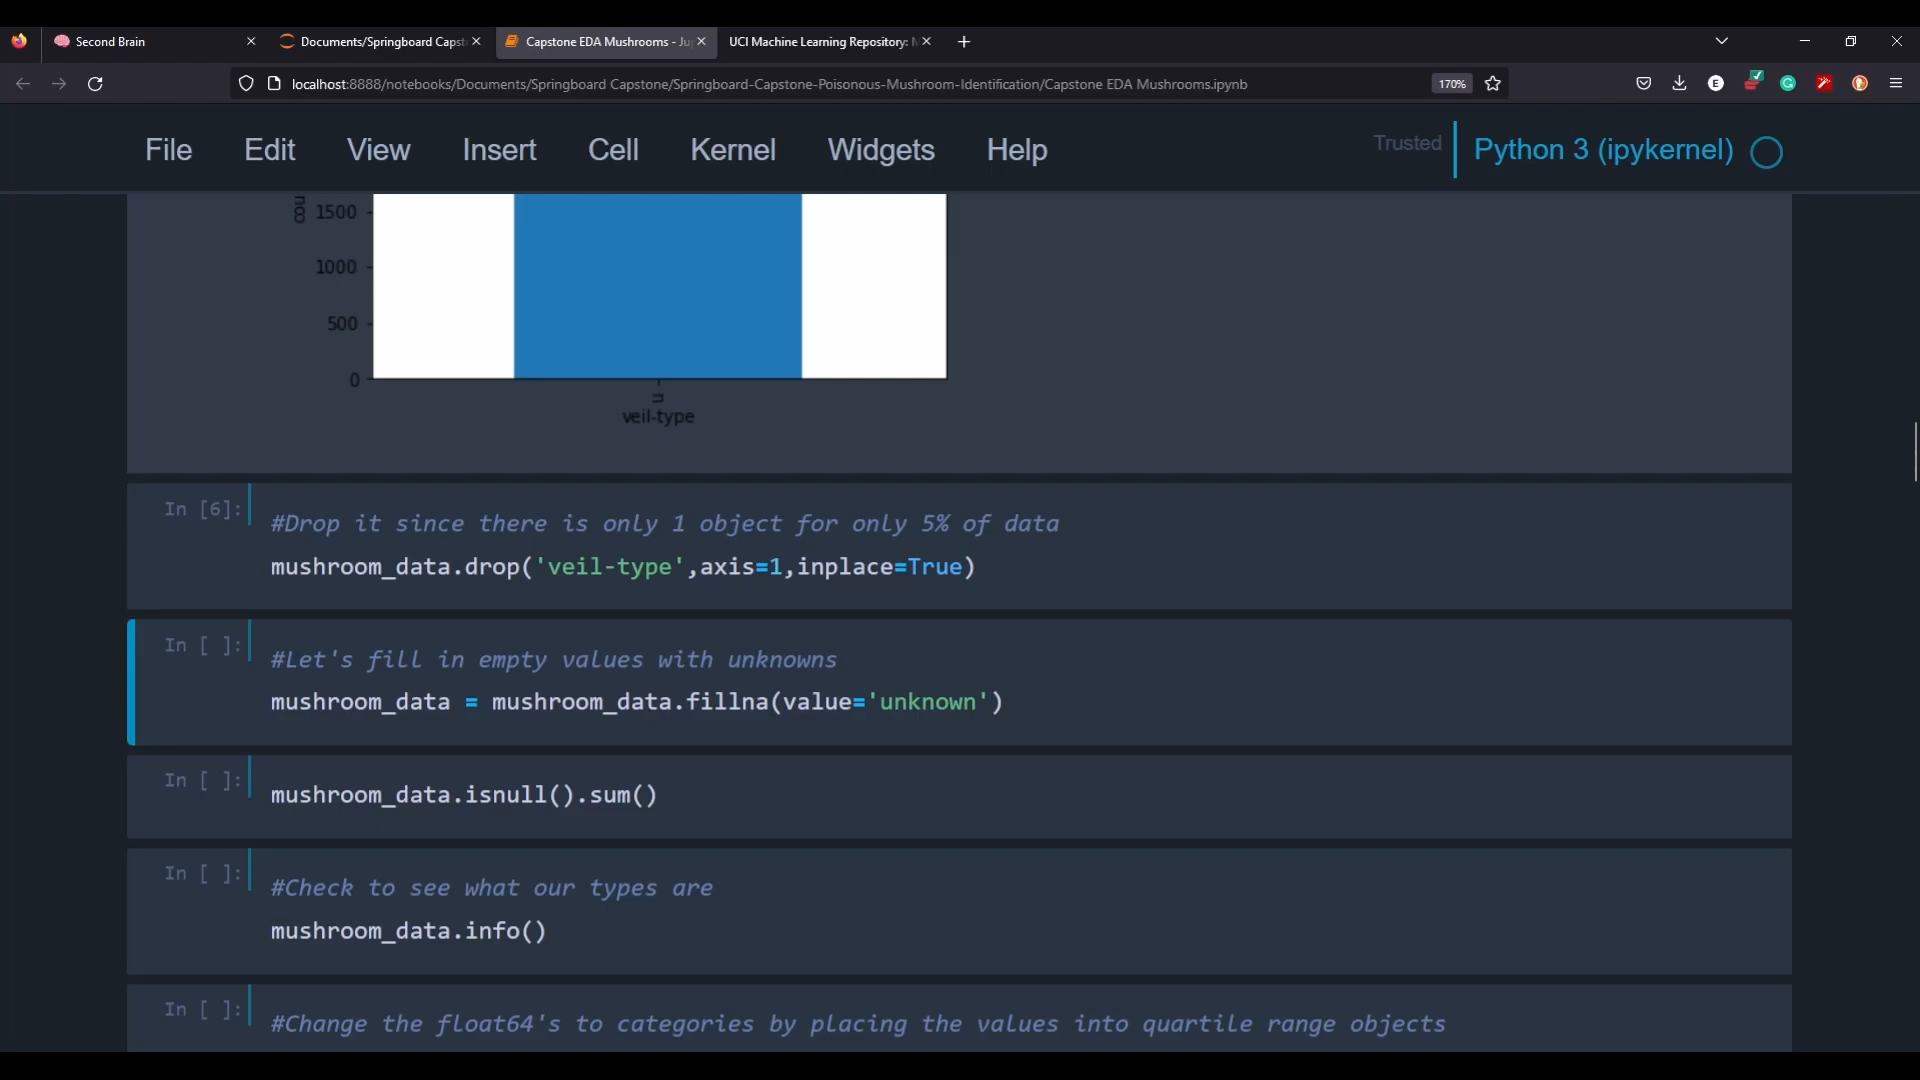 Second Brain
Documents/Springboard Capst
Capstone EDA Mushrooms - Ju
UCI Machine Learning Repository:
localhost:8888/notebooks/Documents/Springboard Capstone/Springboard-Capstone-Poisonous-Mushroom-Identification/Capstone EDA Mushrooms.ipynb
170%
E
File Edit View Insert Cell Kernel Widgets Help
Trusted
Python 3 (ipykernel)
cou
1500
1000
500
0
u
veil-type
In [6]:
#Drop it since there is only 1 object for only 5% of data
mushroom_data.drop('veil-type',axis=1,inplace=True)
In [ ]:
#Let's fill in empty values with unknowns
mushroom_data = mushroom_data.fillna(value='unknown')
In [ ]:
mushroom_data.isnull().sum()
In [ ]:
#Check to see what our types are
mushroom_data.info()
In [ ]:
#Change the float64's to categories by placing the values into quartile range objects